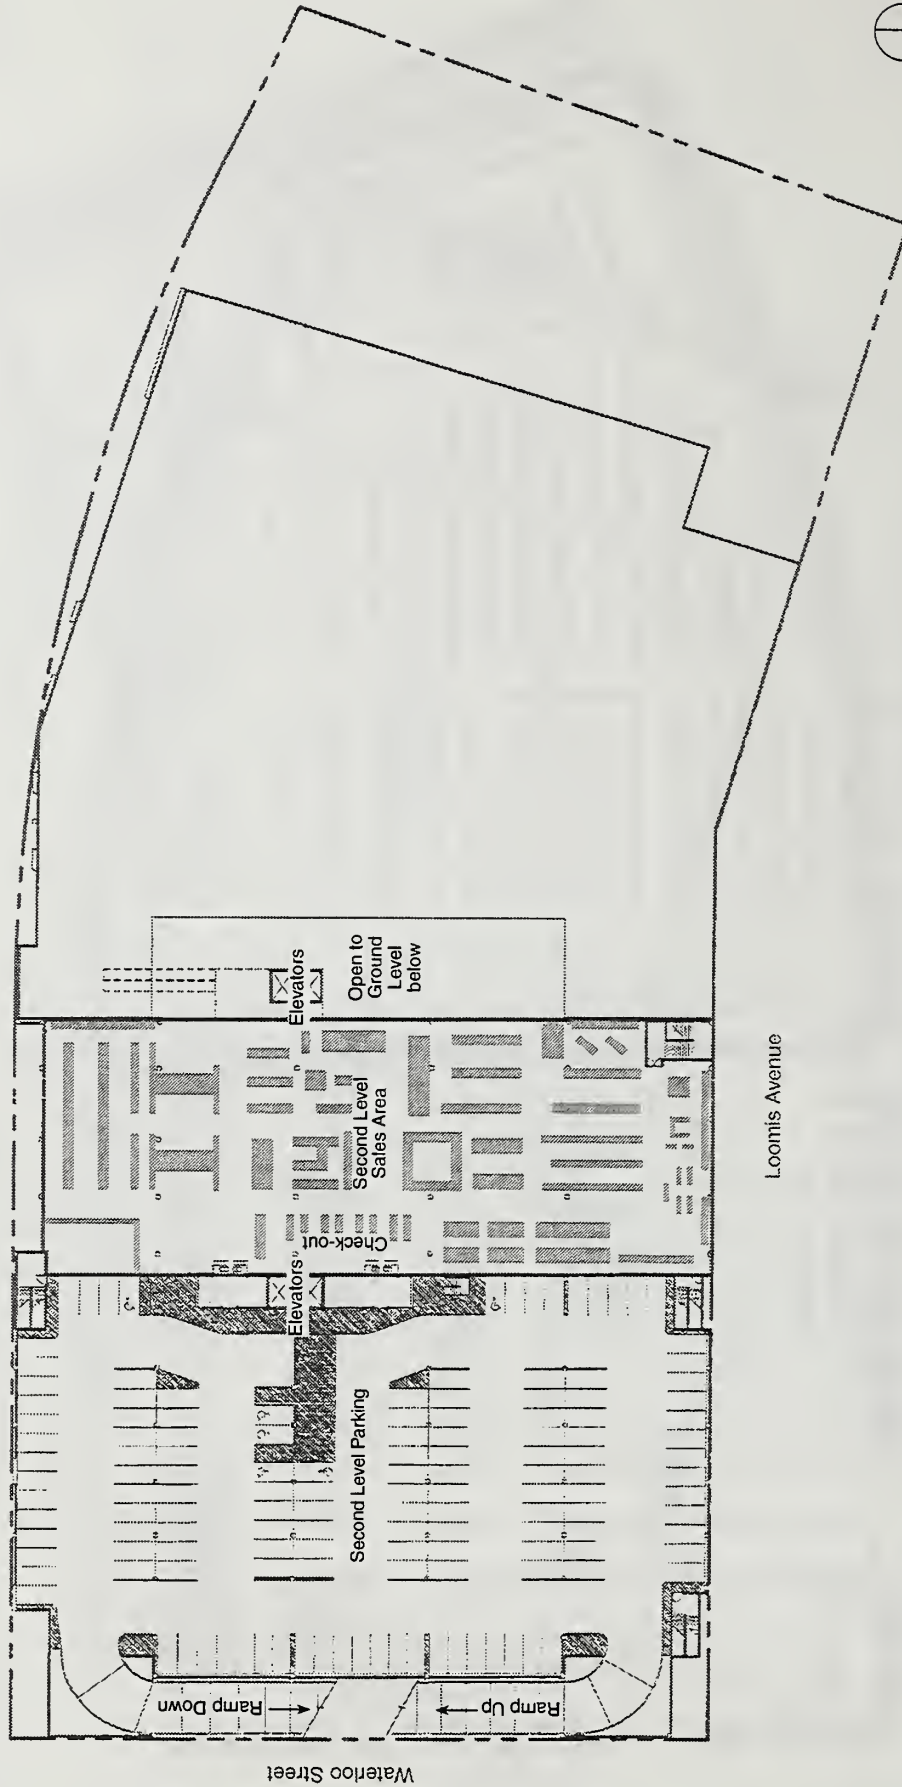 Elevators
Open to
Ground
Level
below
Second Level
Sales Area
Check-out
Elevators
Second Level Parking
Ramp Down
Ramp Up
Loomis Avenue
Waterloo Street